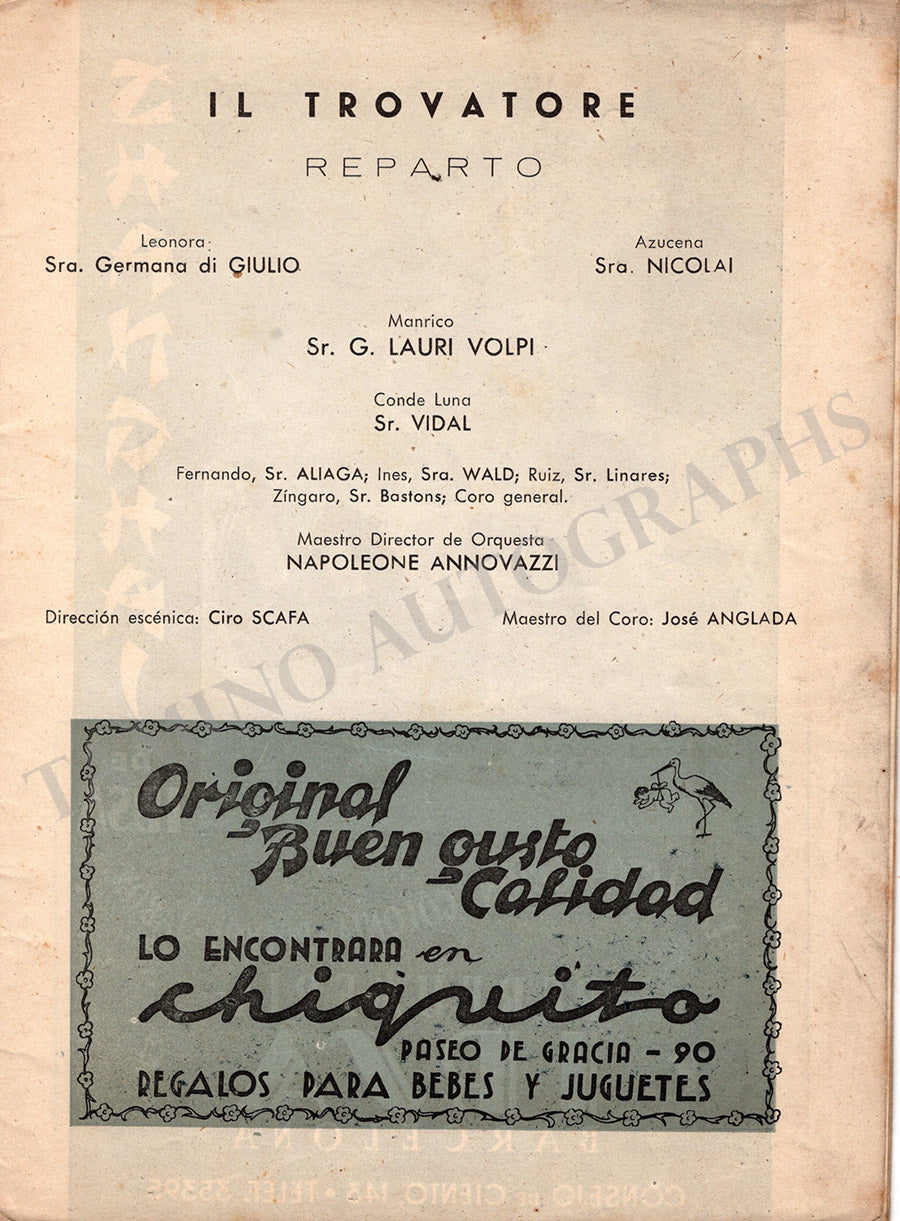 IL TROVATORE
REPARTO
Leonora
Sra. Germana di GIULIO
Azucena
Sra. NICOLAI
Manrico
Sr. G. LAURI VOLPI
Conde Luna
Sr. VIDAL
Fernando, Sr. ALIAGA; Ines, Sra. WALD; Ruiz, Sr. Linares;
Zíngaro, Sr. Bastons; Coro general.
Maestro Director de Orquesta
NAPOLEONE ANNOVAZZI
Dirección escénica: Ciro SCAFA
Maestro del Coro: José ANGLADA
TAMINO AUTOGRAPHS
Original
Buen gusto
Calidad
LO ENCONTRARA en
chiquito
PASEO DE GRACIA - 90
REGALOS PARA BEBES Y JUGUETES
BARCELONA
CONSEJO DE CIENTO, 143 • TELEF. 35395